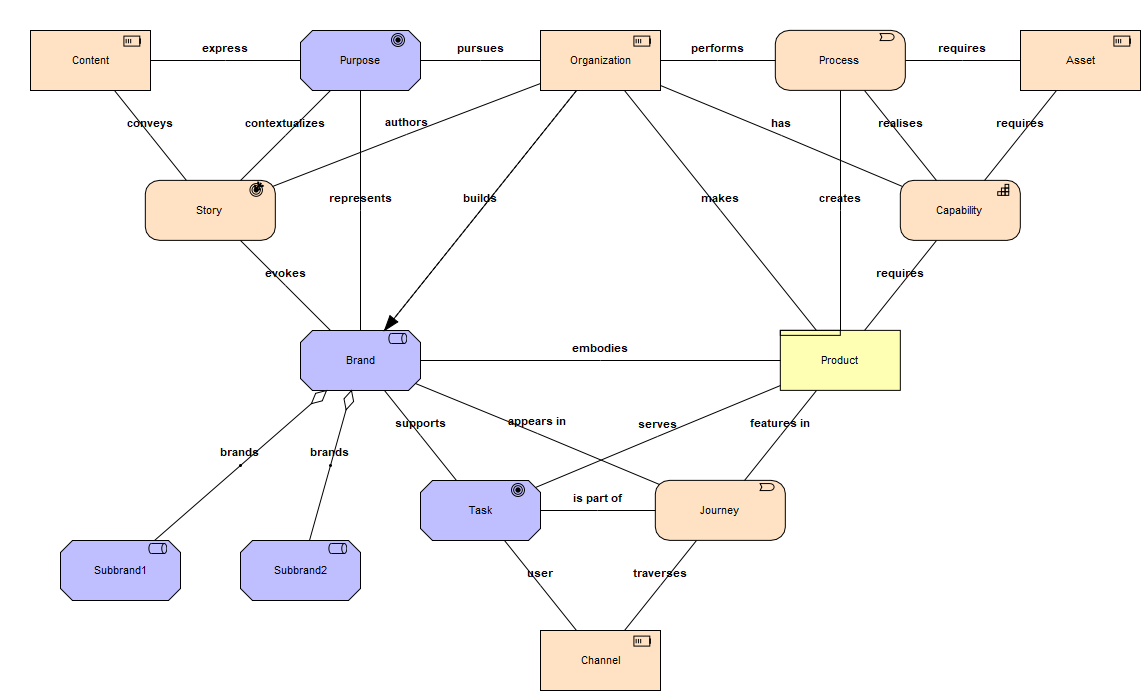 express
pursues
performs
requires
Content
Purpose
Organization
Process
Asset
conveys
contextualizes
authors
has
realises
requires
represents
builds
makes
creates
Story
Capability
evokes
requires
embodies
Brand
Product
supports
appears in
serves
features in
brands
brands
is part of
Task
Journey
Subbrand1
Subbrand2
user
traverses
Channel